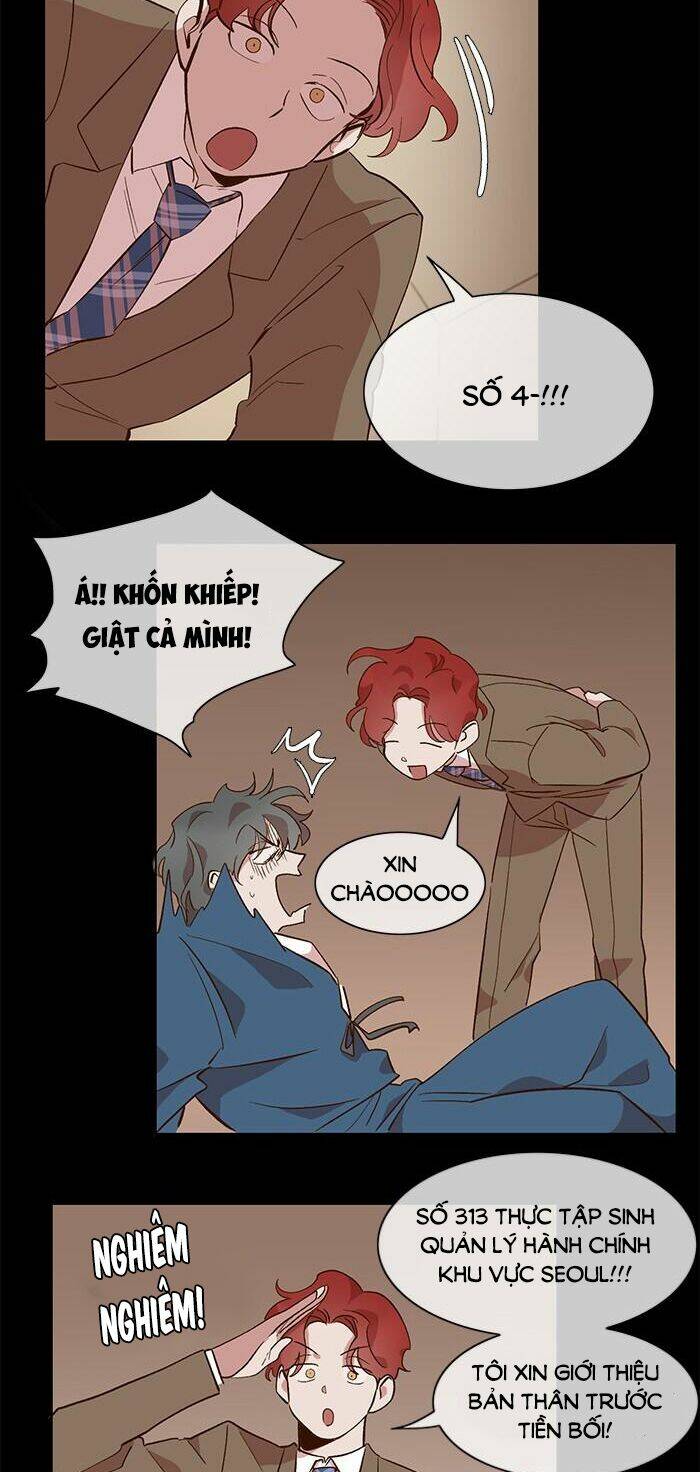 SỐ 4-!!!
Á!! KHỐN KHIẾP!
GIẬT CẢ MÌNH!
XIN
CHÀOOOOO
NGHIÊM
NGHIÊM!
SỐ 313 THỰC TẬP SINH
QUẢN LÝ HÀNH CHÍNH
KHU VỰC SEOUL!!!
TÔI XIN GIỚI THIỆU
BẢN THÂN TRƯỚC
TIỀN BỐI!